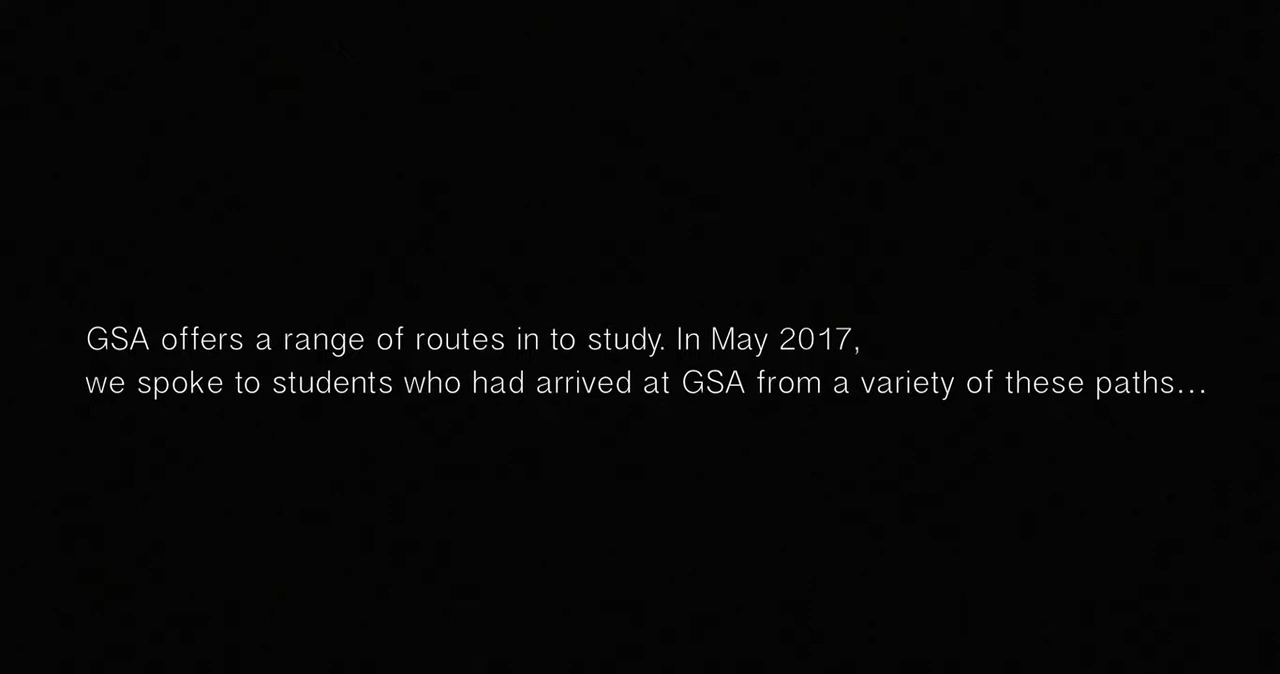 GSA offers a range of routes in to study. In May 2017,
we spoke to students who had arrived at GSA from a variety of these paths...